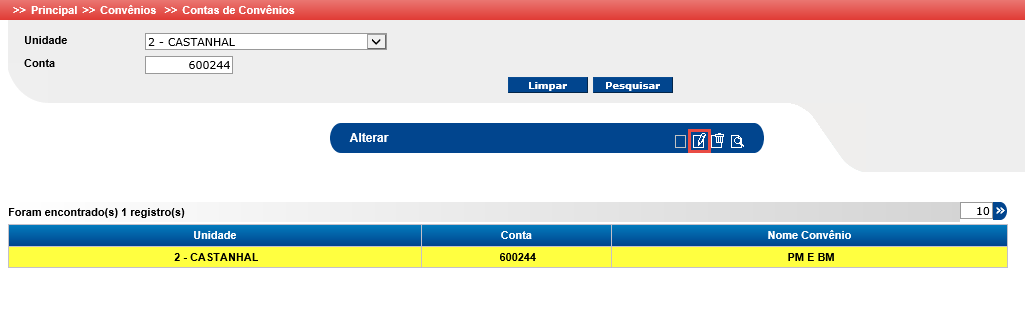 >> Principal >> Convênios >> Contas de Convênios
Unidade 2 - CASTANHAL
Conta 600244
Limpar Pesquisar
Alterar
Foram encontrado(s) 1 registro(s) 10 »
Unidade Conta Nome Convênio
2 - CASTANHAL 600244 PM E BM